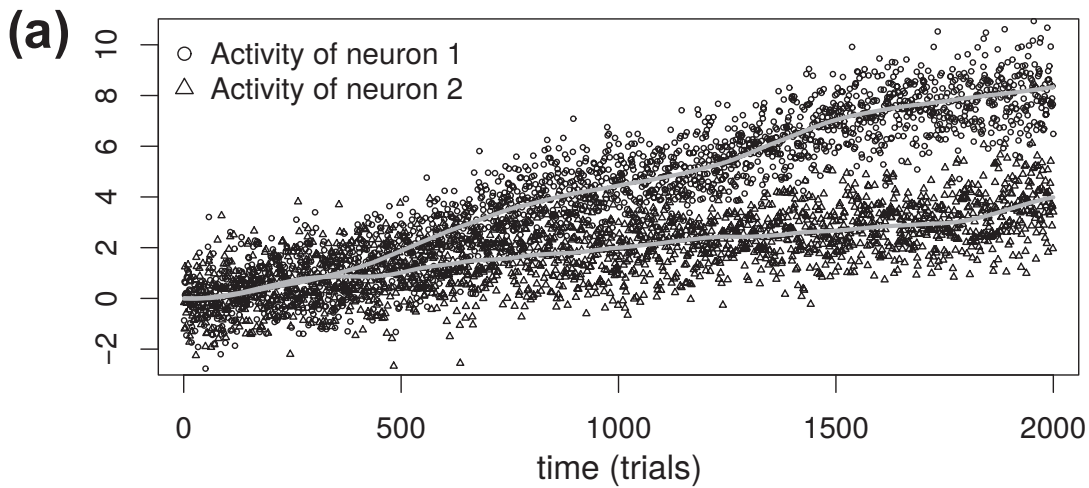 (a)
Activity of neuron 1
Activity of neuron 2
10
8
6
4
2
0
−2
0 500 1000 1500 2000
time (trials)